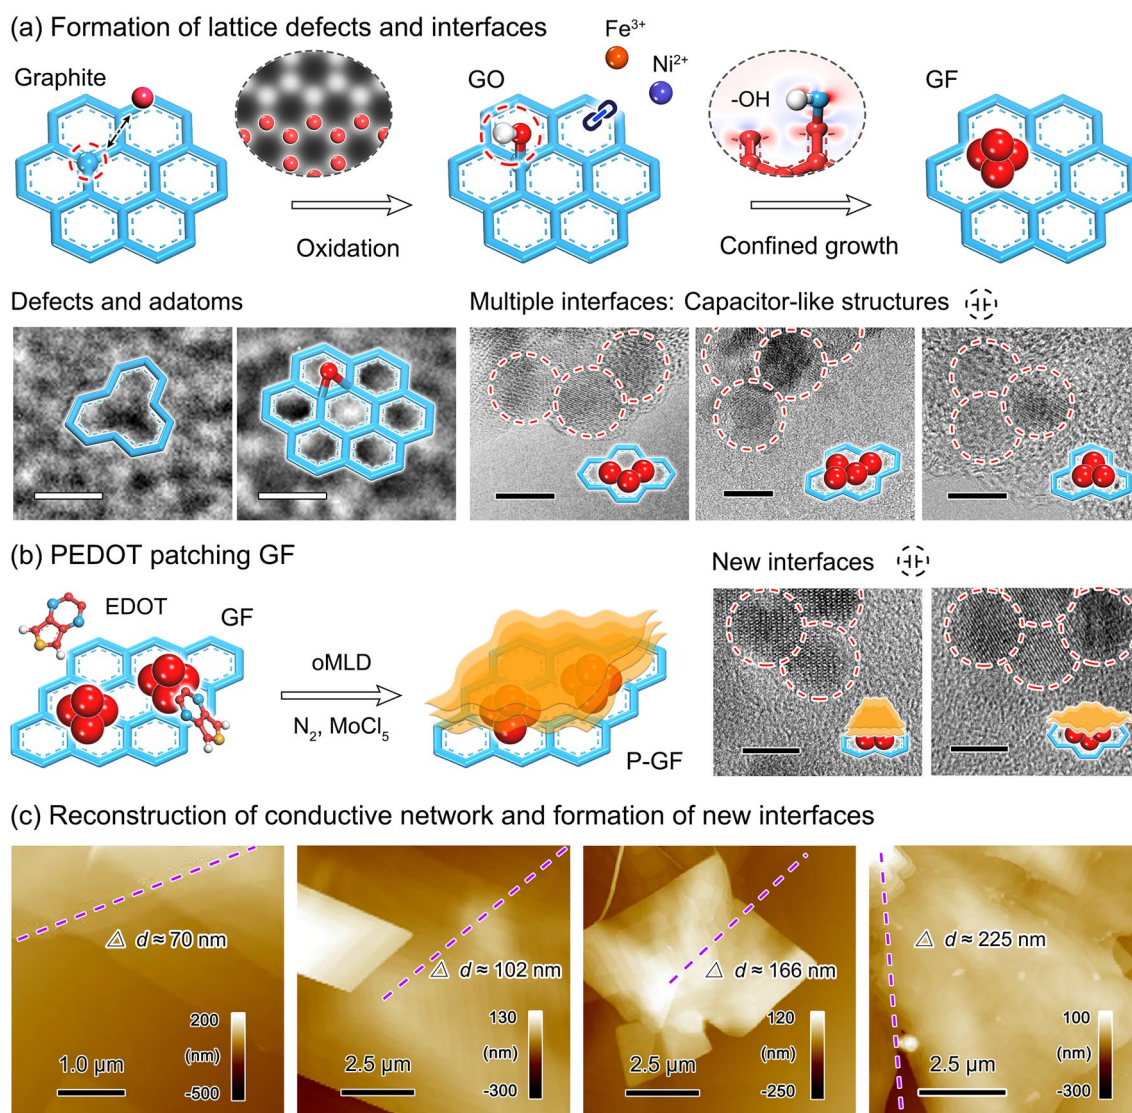 (a) Formation of lattice defects and interfaces
Fe³⁺
Ni²⁺
Graphite
GO
GF
-OH
Oxidation
Confined growth
Defects and adatoms
Multiple interfaces: Capacitor-like structures
(b) PEDOT patching GF
New interfaces
EDOT
GF
oMLD
N₂, MoCl₅
P-GF
(c) Reconstruction of conductive network and formation of new interfaces
△ d ≈ 70 nm
200
(nm)
-500
1.0 μm
△ d ≈ 102 nm
130
(nm)
-300
2.5 μm
△ d ≈ 166 nm
120
(nm)
-250
2.5 μm
△ d ≈ 225 nm
100
(nm)
-300
2.5 μm